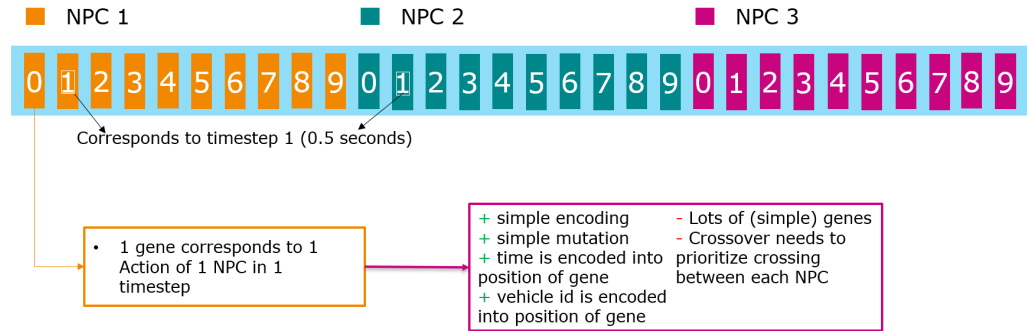 NPC 1 NPC 2 NPC 3
0 1 2 3 4 5 6 7 8 9 0 1 2 3 4 5 6 7 8 9 0 1 2 3 4 5 6 7 8 9
Corresponds to timestep 1 (0.5 seconds)
• 1 gene corresponds to 1
Action of 1 NPC in 1
timestep
+ simple encoding
+ simple mutation
+ time is encoded into
position of gene
+ vehicle id is encoded
into position of gene
- Lots of (simple) genes
- Crossover needs to
prioritize crossing
between each NPC